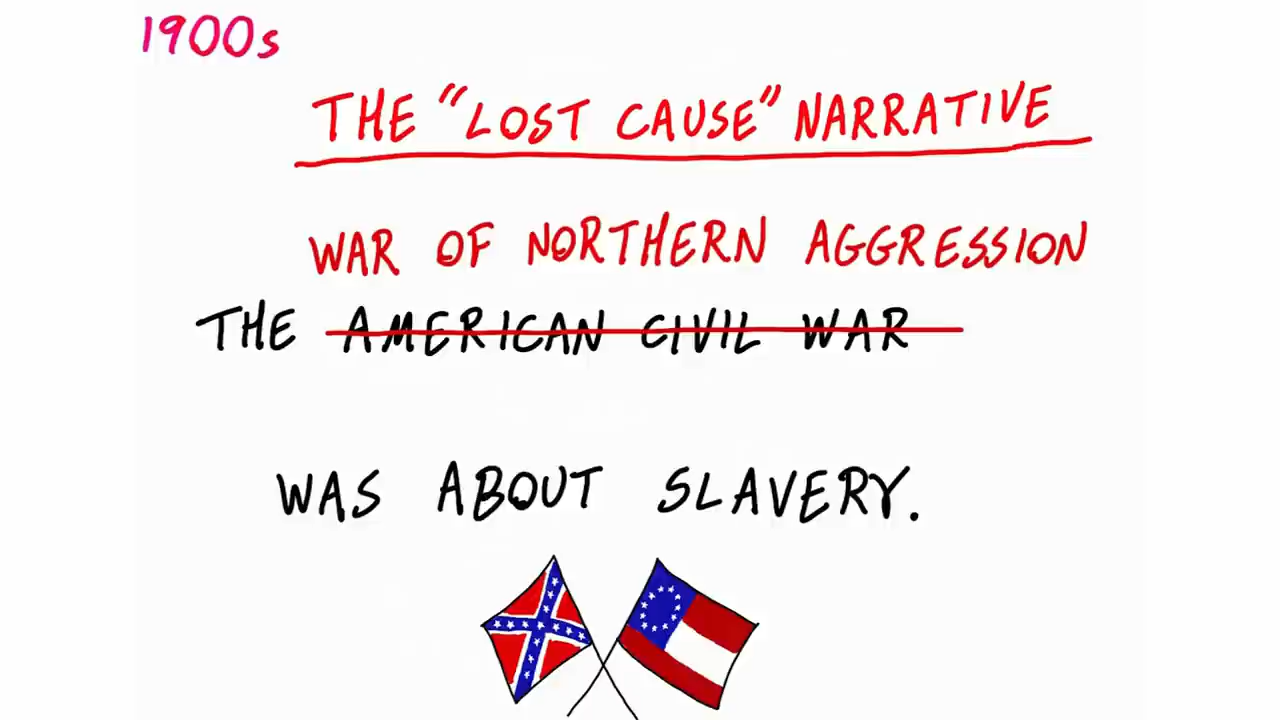 1900s
THE "LOST CAUSE" NARRATIVE
WAR OF NORTHERN AGGRESSION
THE AMERICAN CIVIL WAR
WAS ABOUT SLAVERY.